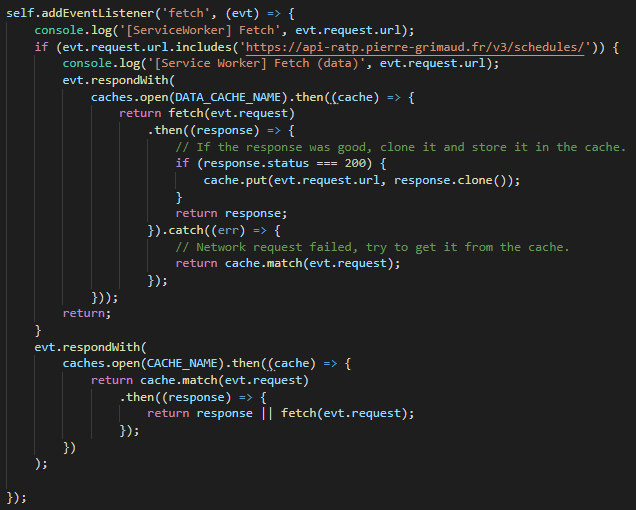 self.addEventListener('fetch', (evt) => {
    console.log('[ServiceWorker] Fetch', evt.request.url);
    if (evt.request.url.includes('https://api-ratp.pierre-grimaud.fr/v3/schedules/')) {
        console.log('[Service Worker] Fetch (data)', evt.request.url);
        evt.respondWith(
            caches.open(DATA_CACHE_NAME).then((cache) => {
                return fetch(evt.request)
                    .then((response) => {
                        // If the response was good, clone it and store it in the cache.
                        if (response.status === 200) {
                            cache.put(evt.request.url, response.clone());
                        }
                        return response;
                    }).catch((err) => {
                        // Network request failed, try to get it from the cache.
                        return cache.match(evt.request);
                    });
            }));
        return;
    }
    evt.respondWith(
        caches.open(CACHE_NAME).then((cache) => {
            return cache.match(evt.request)
                .then((response) => {
                    return response || fetch(evt.request);
                });
        })
    );
});